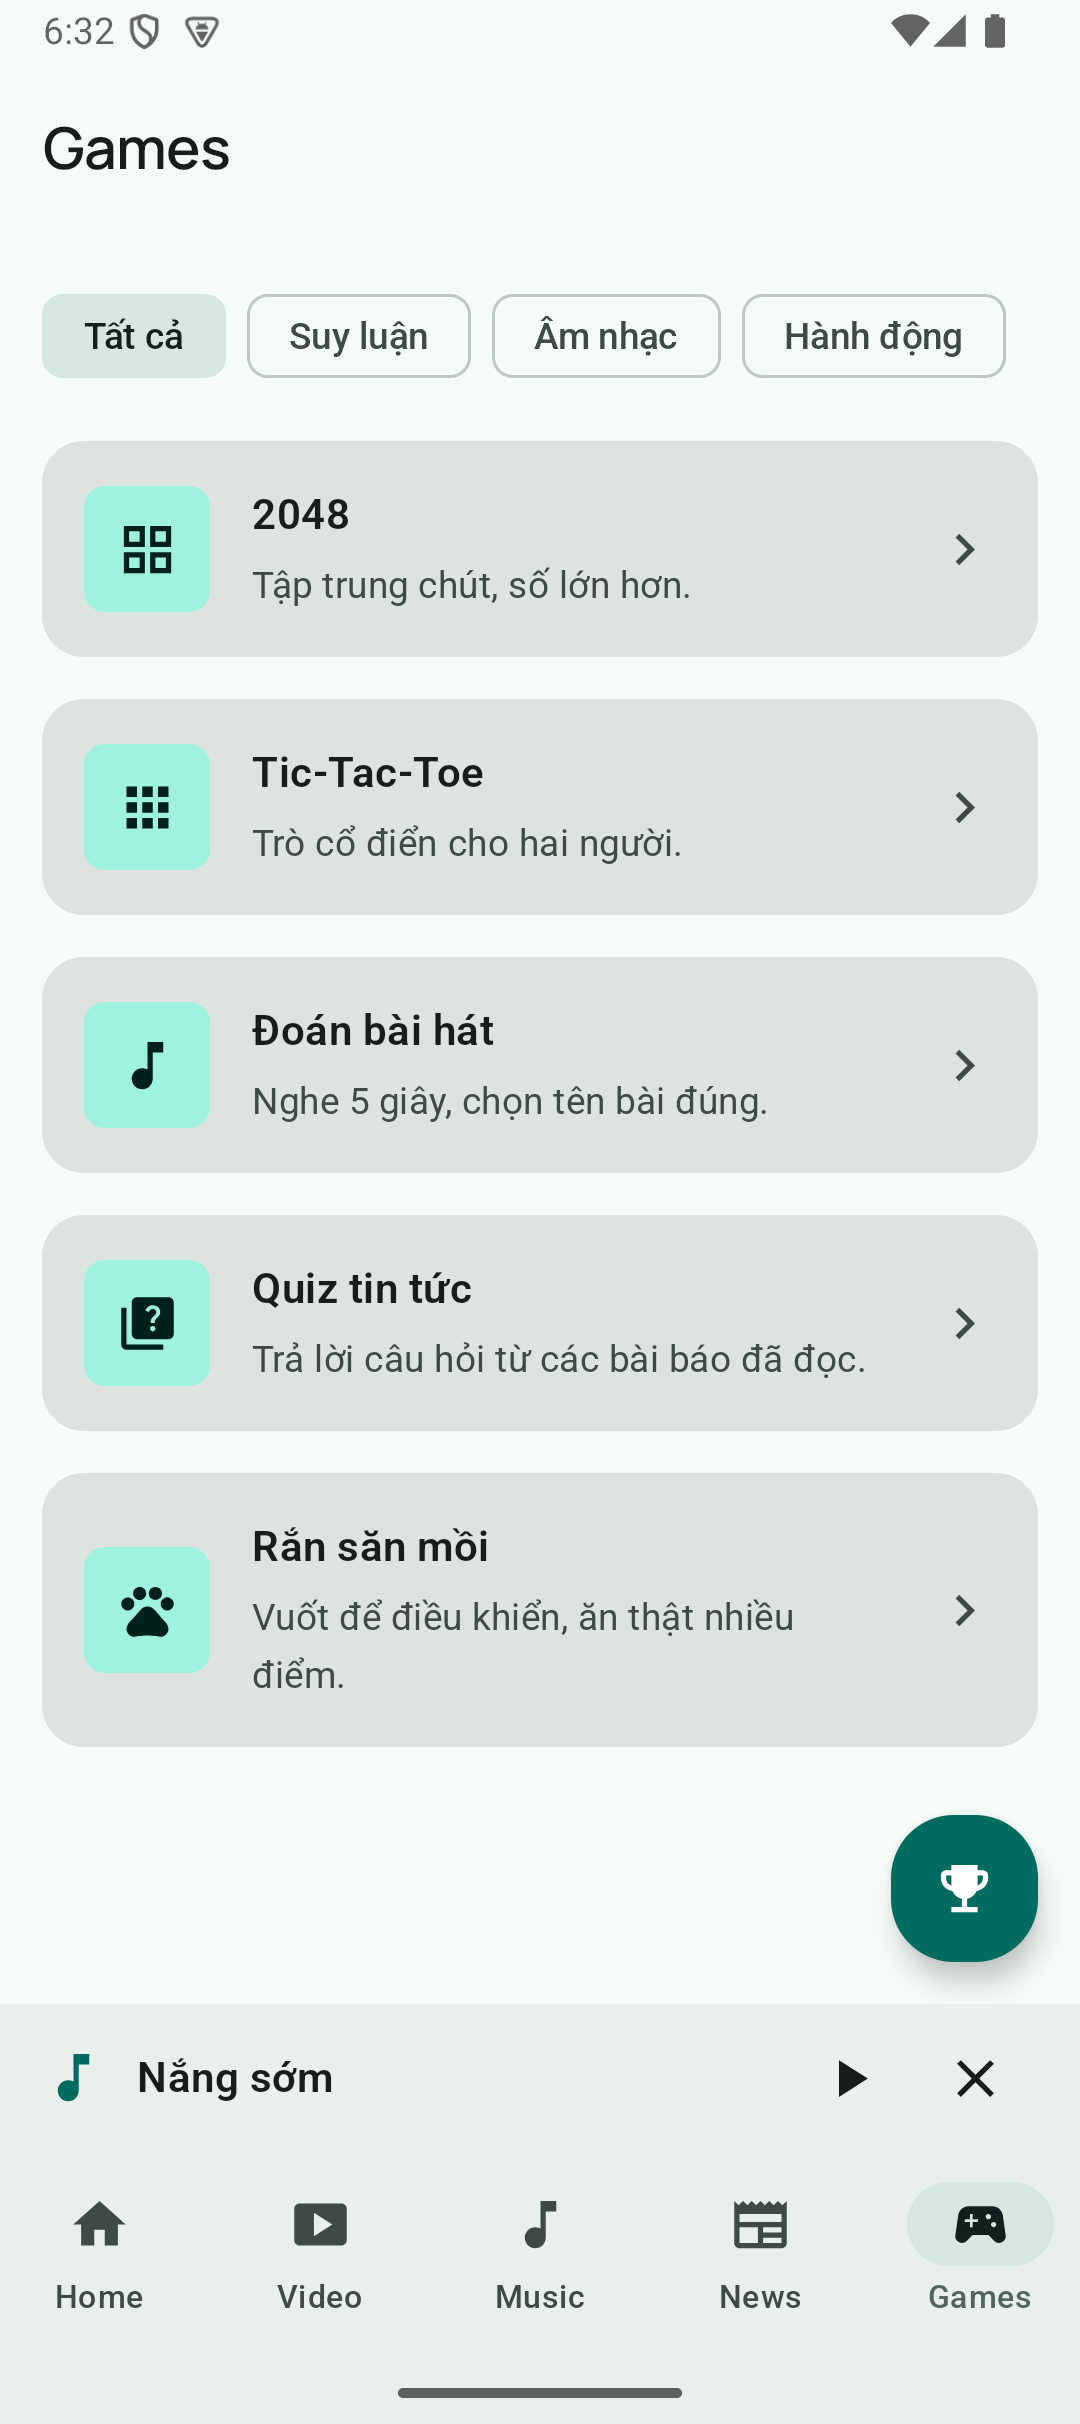 6:32
Games
Tất cả
Suy luận
Âm nhạc
Hành động
2048
Tập trung chút, số lớn hơn.
Tic-Tac-Toe
Trò cổ điển cho hai người.
Đoán bài hát
Nghe 5 giây, chọn tên bài đúng.
Quiz tin tức
Trả lời câu hỏi từ các bài báo đã đọc.
Rắn săn mồi
Vuốt để điều khiển, ăn thật nhiều
điểm.
Nắng sớm
Home
Video
Music
News
Games